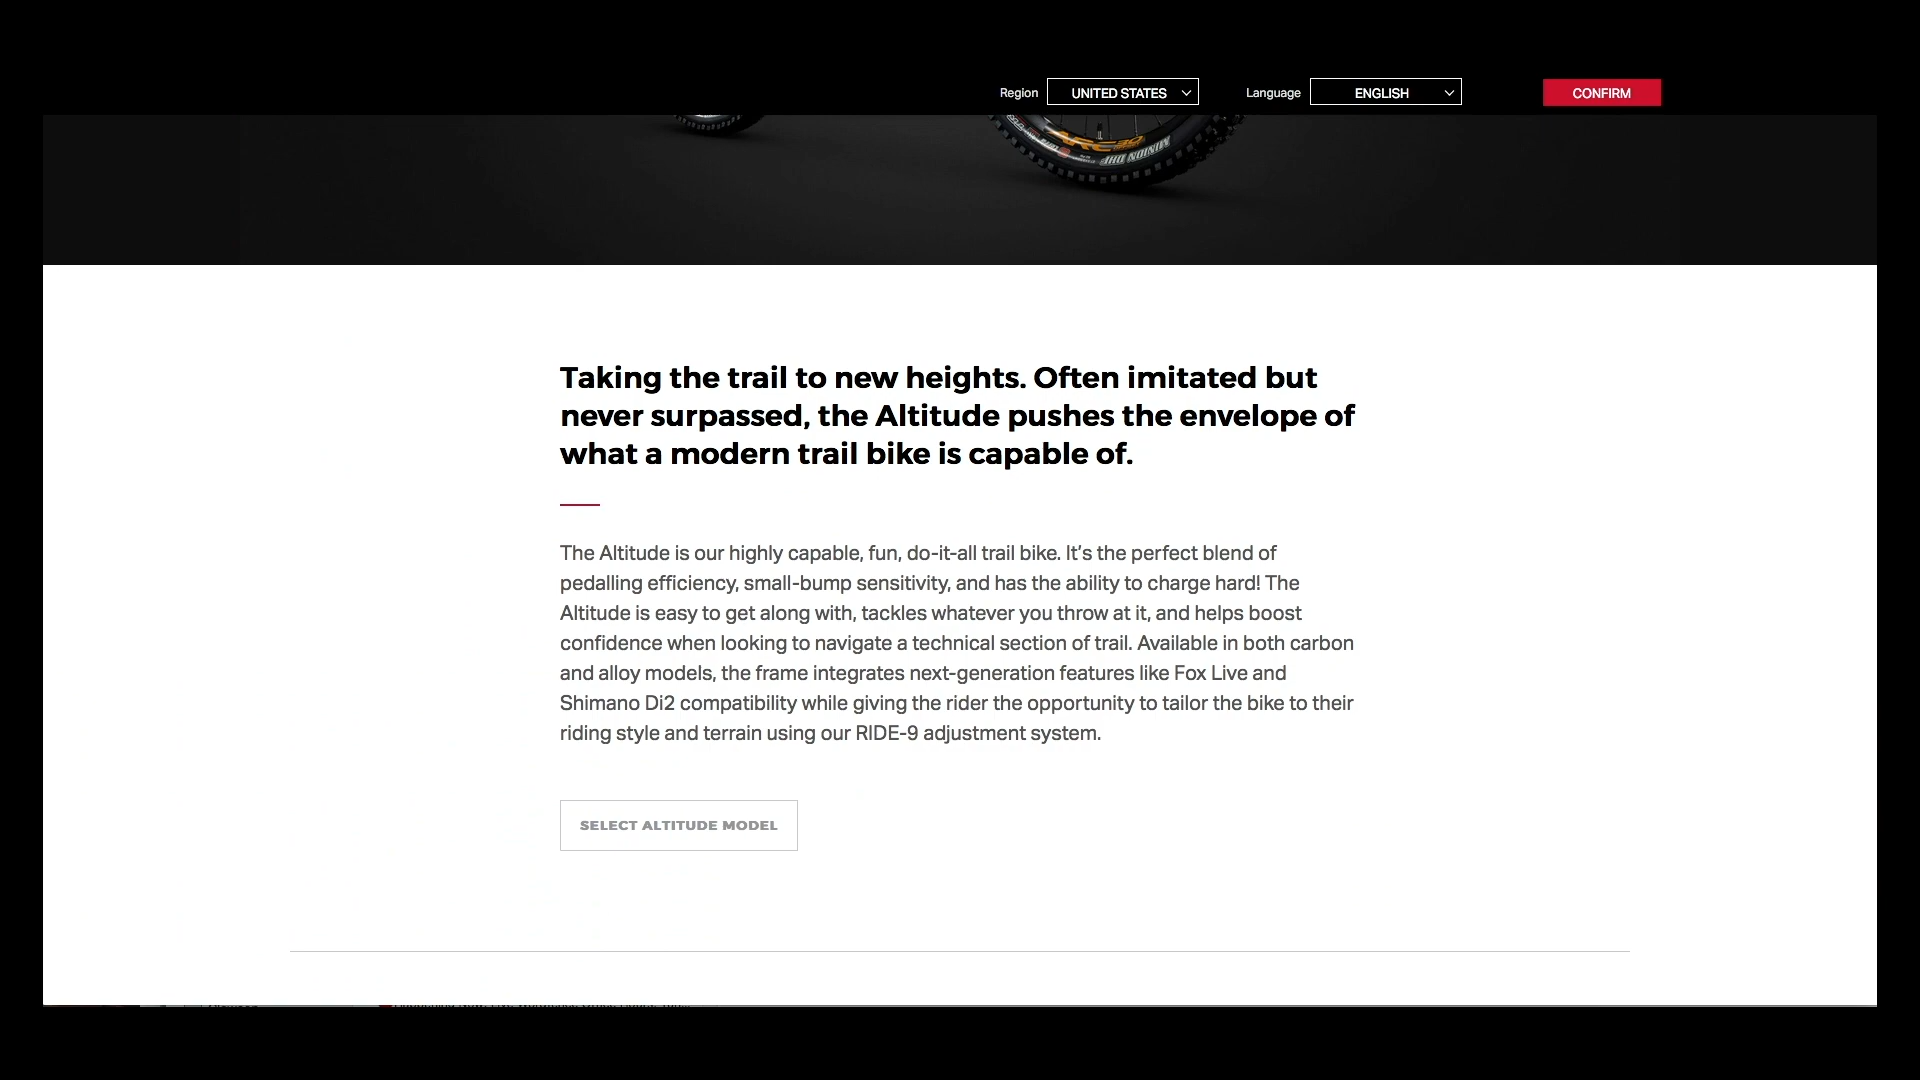 Region UNITED STATES Language ENGLISH CONFIRM
ARC 30
MINION DHF
Taking the trail to new heights. Often imitated but
never surpassed, the Altitude pushes the envelope of
what a modern trail bike is capable of.
The Altitude is our highly capable, fun, do-it-all trail bike. It’s the perfect blend of
pedalling efficiency, small-bump sensitivity, and has the ability to charge hard! The
Altitude is easy to get along with, tackles whatever you throw at it, and helps boost
confidence when looking to navigate a technical section of trail. Available in both carbon
and alloy models, the frame integrates next-generation features like Fox Live and
Shimano Di2 compatibility while giving the rider the opportunity to tailor the bike to their
riding style and terrain using our RIDE-9 adjustment system.
SELECT ALTITUDE MODEL